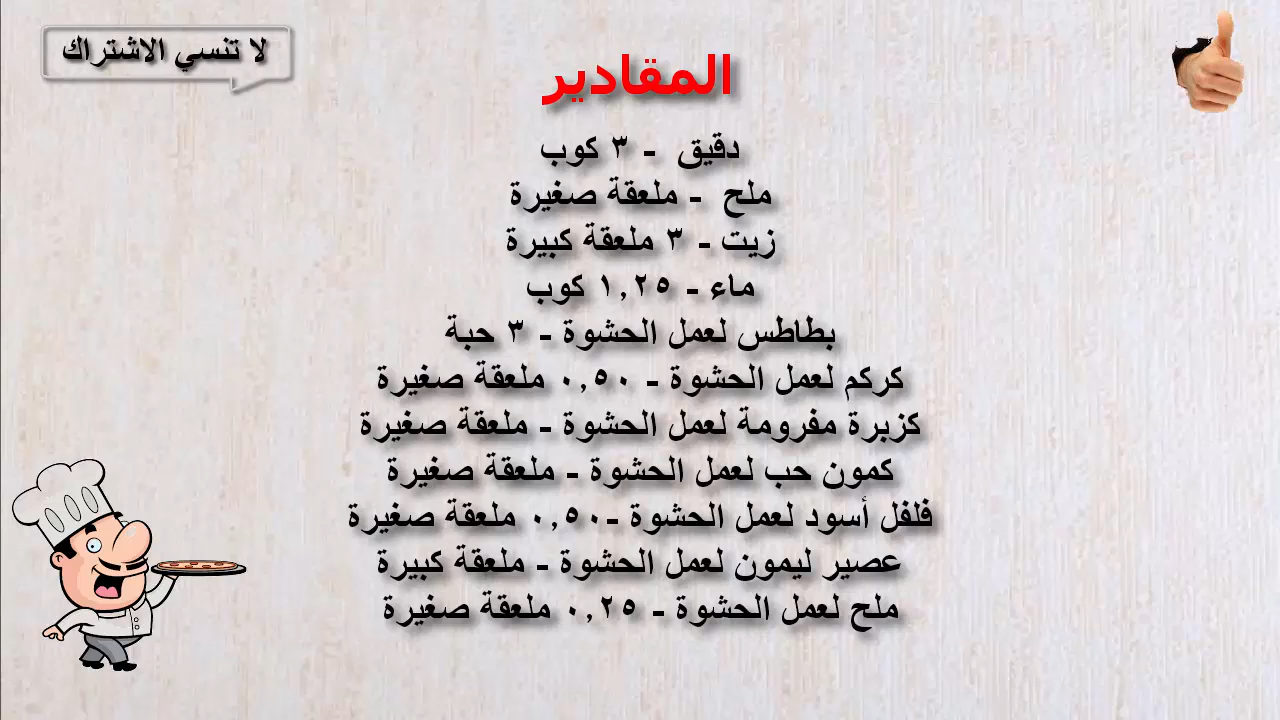 لا تنسي الاشتراك
المقادير
دقيق - ٣ كوب
ملح - ملعقة صغيرة
زيت - ٣ ملعقة كبيرة
ماء - ١,٢٥ كوب
بطاطس لعمل الحشوة - ٣ حبة
كركم لعمل الحشوة - ٠,٥٠ ملعقة صغيرة
كزبرة مفرومة لعمل الحشوة - ملعقة صغيرة
كمون حب لعمل الحشوة - ملعقة صغيرة
فلفل أسود لعمل الحشوة -٠,٥٠ ملعقة صغيرة
عصير ليمون لعمل الحشوة - ملعقة كبيرة
ملح لعمل الحشوة - ٠,٢٥ ملعقة صغيرة